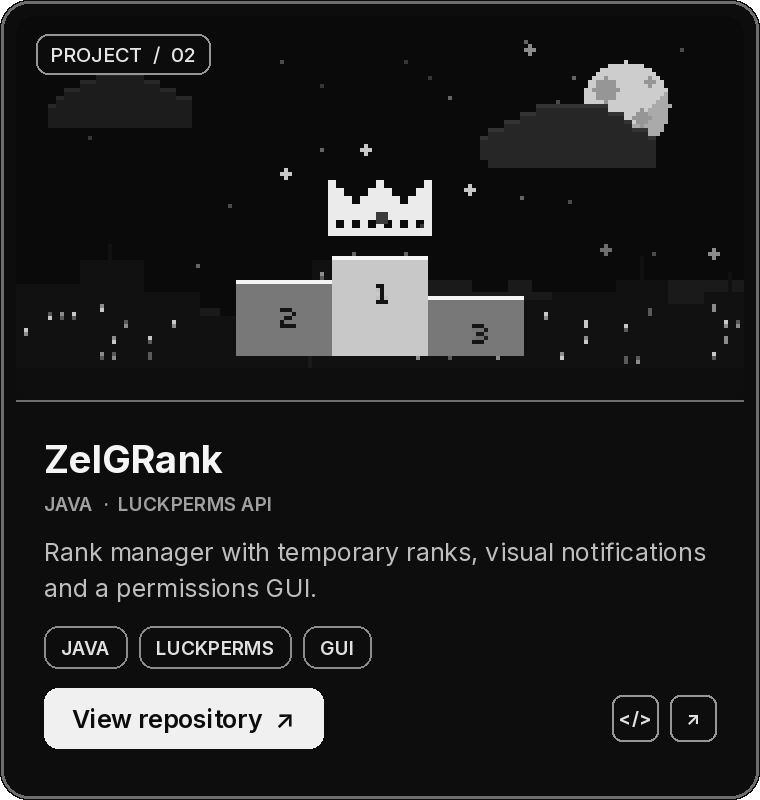 PROJECT / 02
1
2
3
ZelGRank
JAVA · LUCKPERMS API
Rank manager with temporary ranks, visual notifications
and a permissions GUI.
JAVA LUCKPERMS GUI
View repository ↗ </> ↗